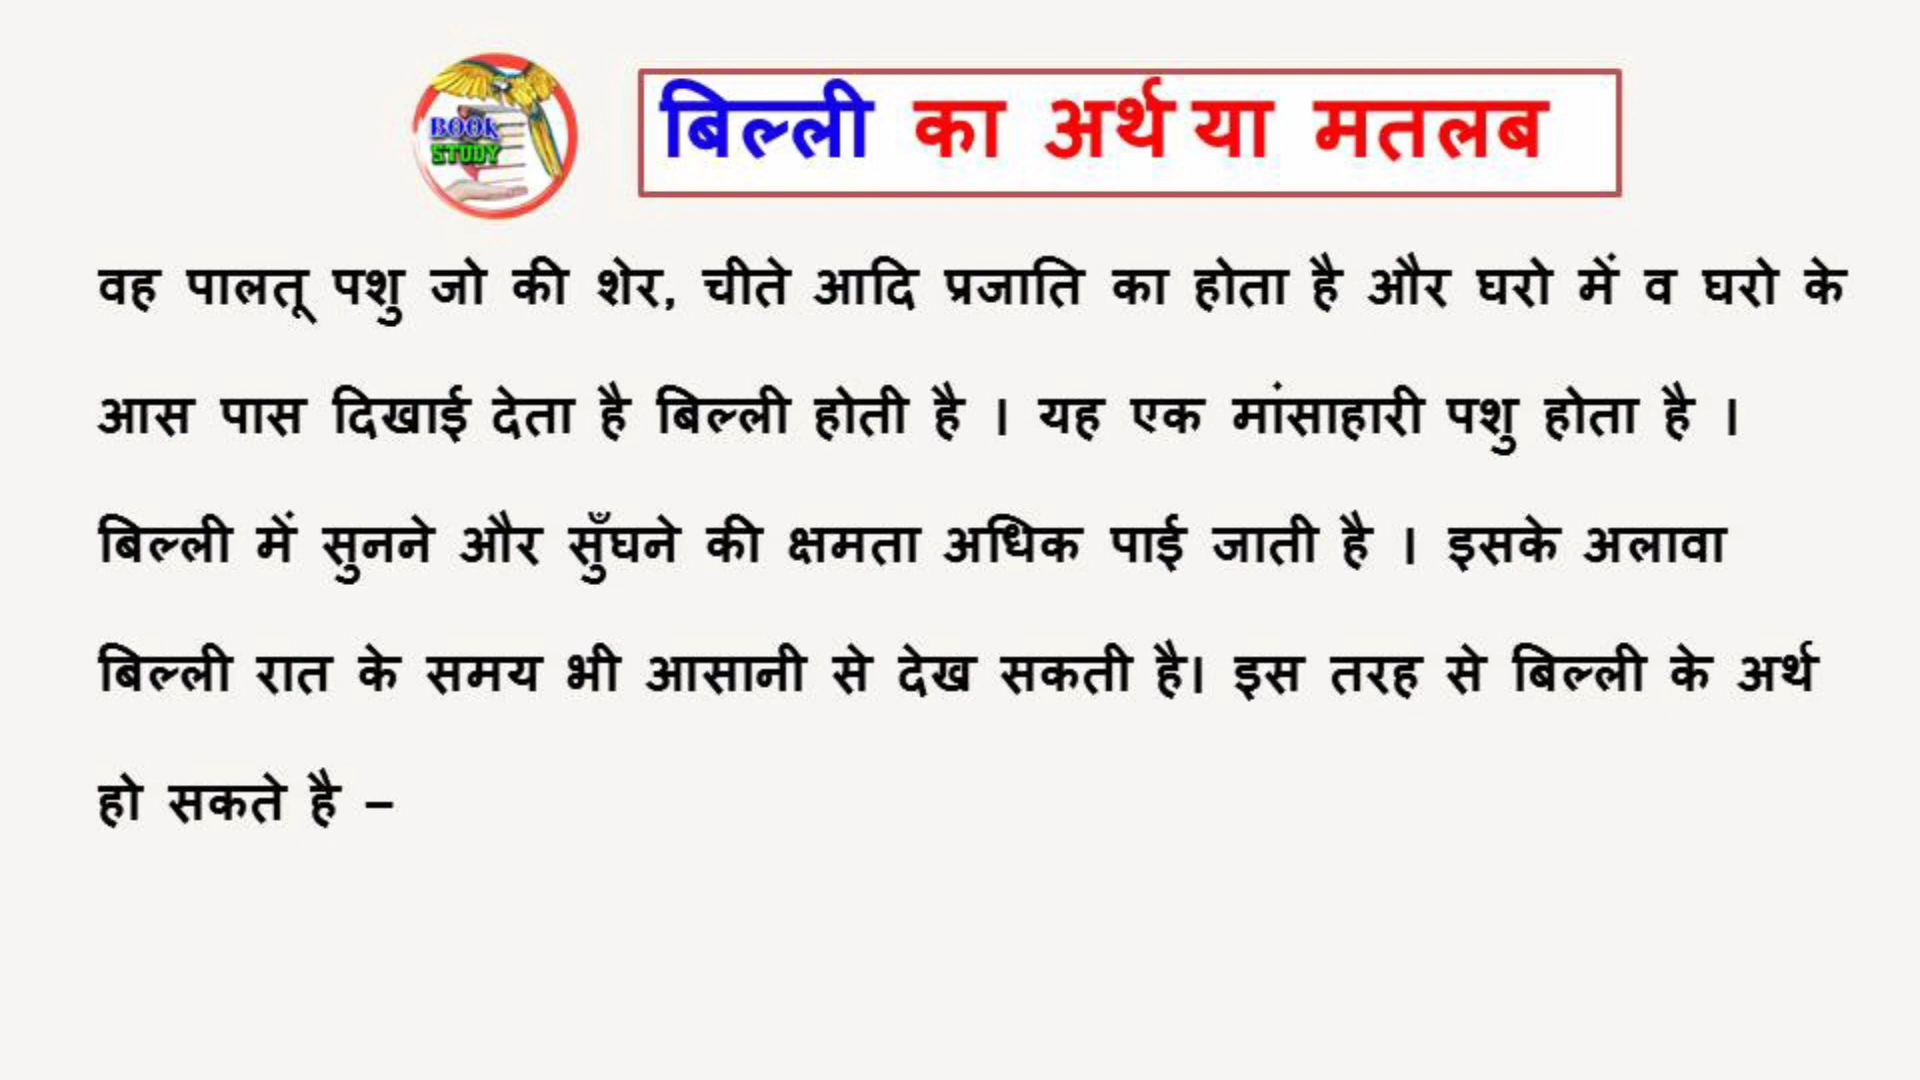 BOOK
STUDY
बिल्ली का अर्थ या मतलब
वह पालतू पशु जो की शेर, चीते आदि प्रजाति का होता है और घरो में व घरो के
आस पास दिखाई देता है बिल्ली होती है । यह एक मांसाहारी पशु होता है ।
बिल्ली में सुनने और सुँघने की क्षमता अधिक पाई जाती है । इसके अलावा
बिल्ली रात के समय भी आसानी से देख सकती है। इस तरह से बिल्ली के अर्थ
हो सकते है –